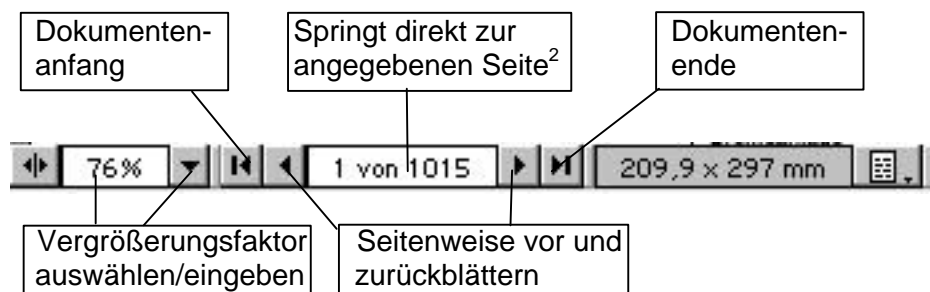 Dokumenten-
anfang
Springt direkt zur
angegebenen Seite²
Dokumenten-
ende
76%
1 von 1015
209,9 x 297 mm
Vergrößerungsfaktor
auswählen/eingeben
Seitenweise vor und
zurückblättern